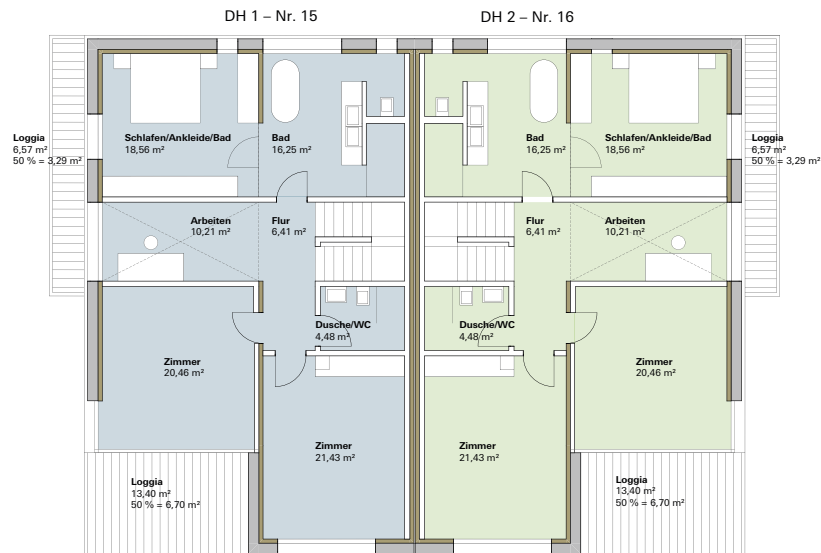 DH 1 – Nr. 15
DH 2 – Nr. 16
Loggia
6,57 m²
50 % = 3,29 m²
Schlafen/Ankleide/Bad
18,56 m²
Bad
16,25 m²
Bad
16,25 m²
Schlafen/Ankleide/Bad
18,56 m²
Loggia
6,57 m²
50 % = 3,29 m²
Arbeiten
10,21 m²
Flur
6,41 m²
Flur
6,41 m²
Arbeiten
10,21 m²
Dusche/WC
4,48 m²
Dusche/WC
4,48 m²
Zimmer
20,46 m²
Zimmer
20,46 m²
Zimmer
21,43 m²
Zimmer
21,43 m²
Loggia
13,40 m²
50 % = 6,70 m²
Loggia
13,40 m²
50 % = 6,70 m²